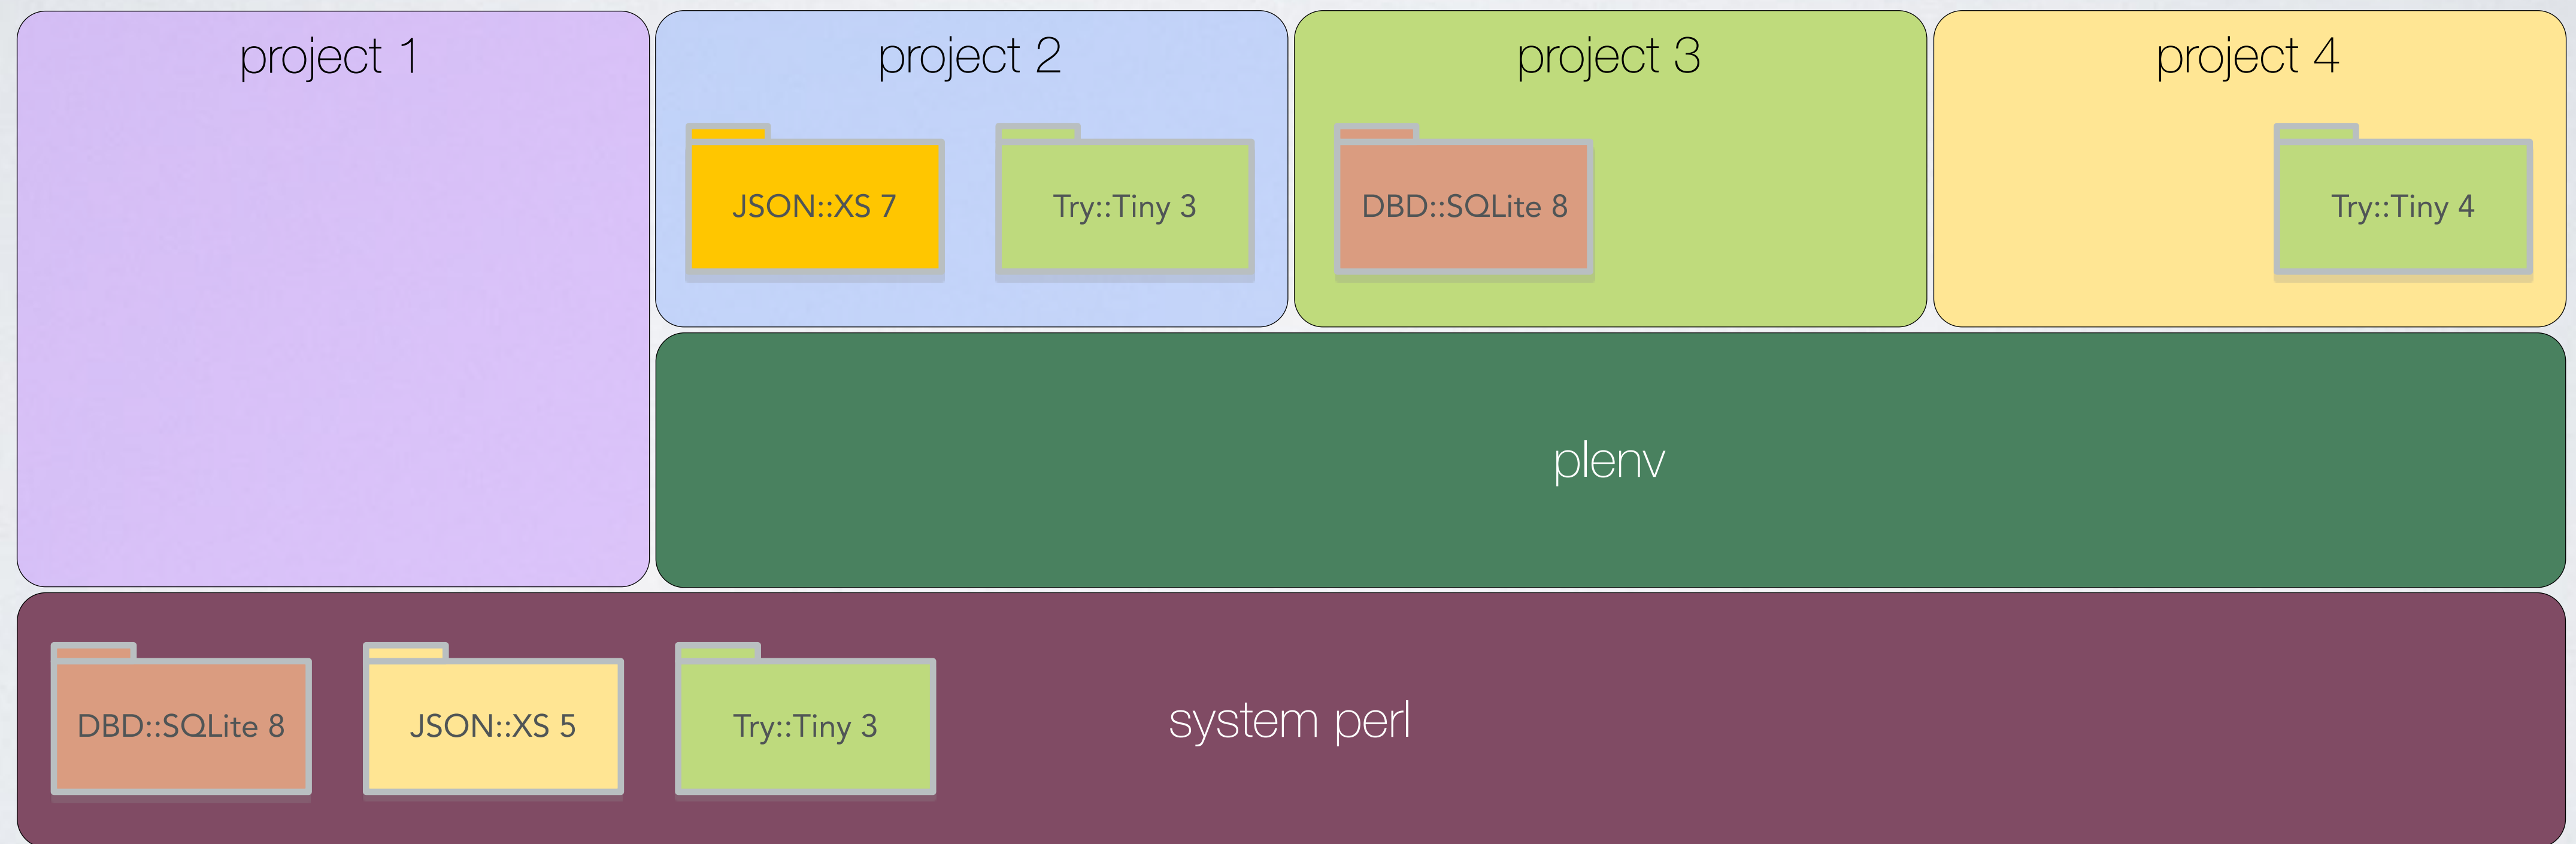 project 1
project 2
project 3
project 4
JSON::XS 7
Try::Tiny 3
DBD::SQLite 8
Try::Tiny 4
plenv
DBD::SQLite 8
JSON::XS 5
Try::Tiny 3
system perl